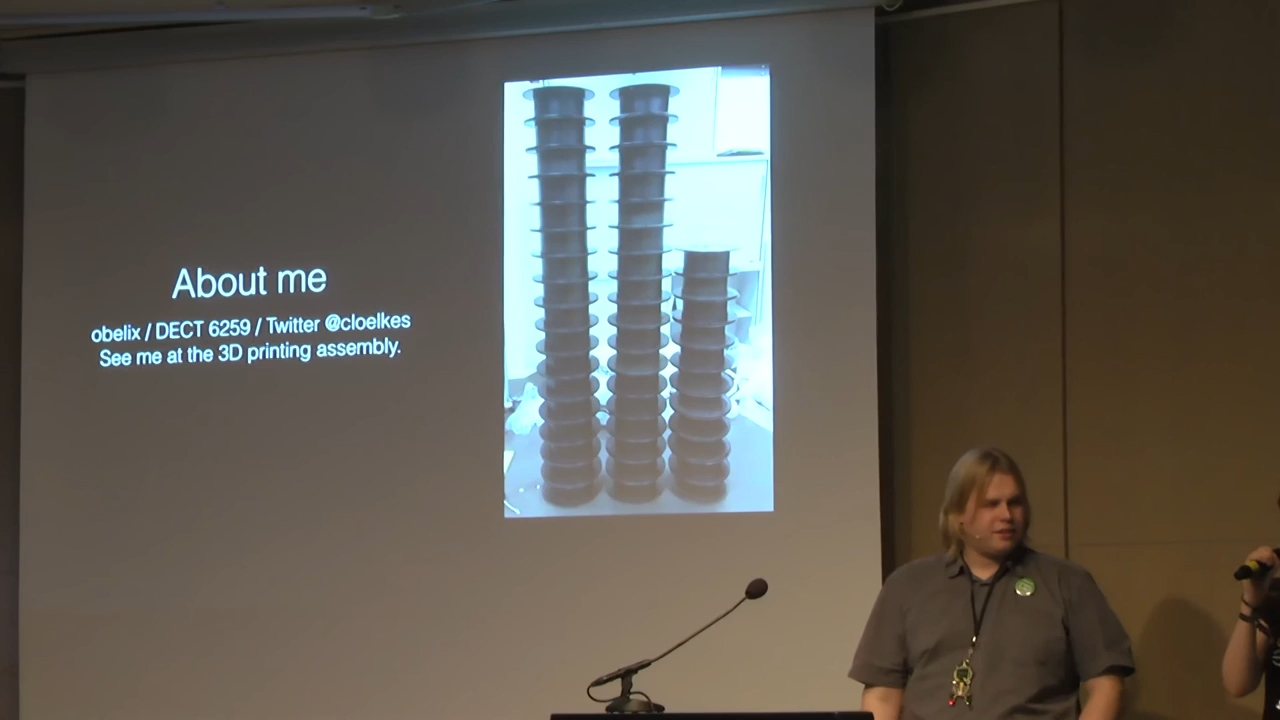 About me
obelix / DECT 6259 / Twitter @cloelkes
See me at the 3D printing assembly.